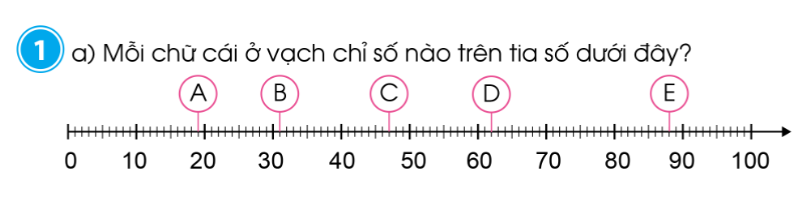 1 a) Mỗi chữ cái ở vạch chỉ số nào trên tia số dưới đây?
A B C D E
0 10 20 30 40 50 60 70 80 90 100